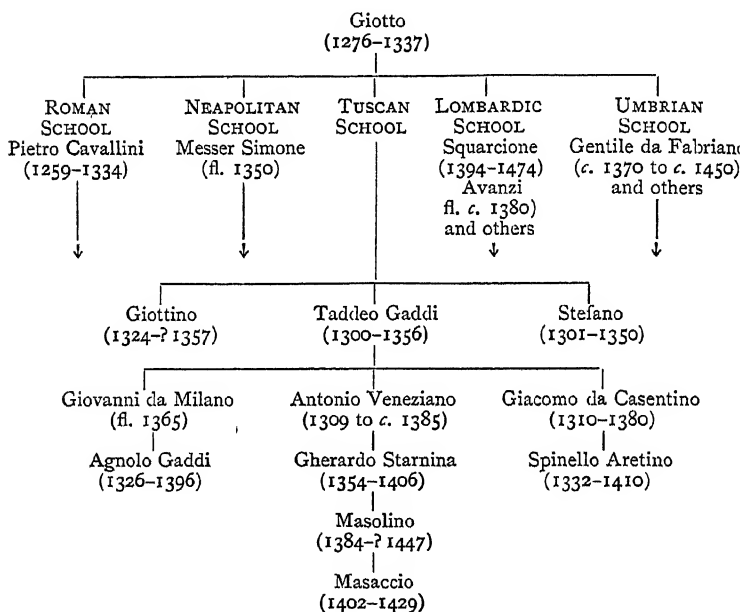 Giotto
(1276–1337)
ROMAN
SCHOOL
Pietro Cavallini
(1259–1334)
NEAPOLITAN
SCHOOL
Messer Simone
(fl. 1350)
TUSCAN
SCHOOL
LOMBARDIC
SCHOOL
Squarcione
(1394–1474)
Avanzi
fl. c. 1380)
and others
UMBRIAN
SCHOOL
Gentile da Fabriano
(c. 1370 to c. 1450)
and others
Giottino
(1324–? 1357)
Taddeo Gaddi
(1300–1356)
Stefano
(1301–1350)
Giovanni da Milano
(fl. 1365)
Antonio Veneziano
(1309 to c. 1385)
Giacomo da Casentino
(1310–1380)
Agnolo Gaddi
(1326–1396)
Gherardo Starnina
(1354–1406)
Spinello Aretino
(1332–1410)
Masolino
(1384–? 1447)
Masaccio
(1402–1429)